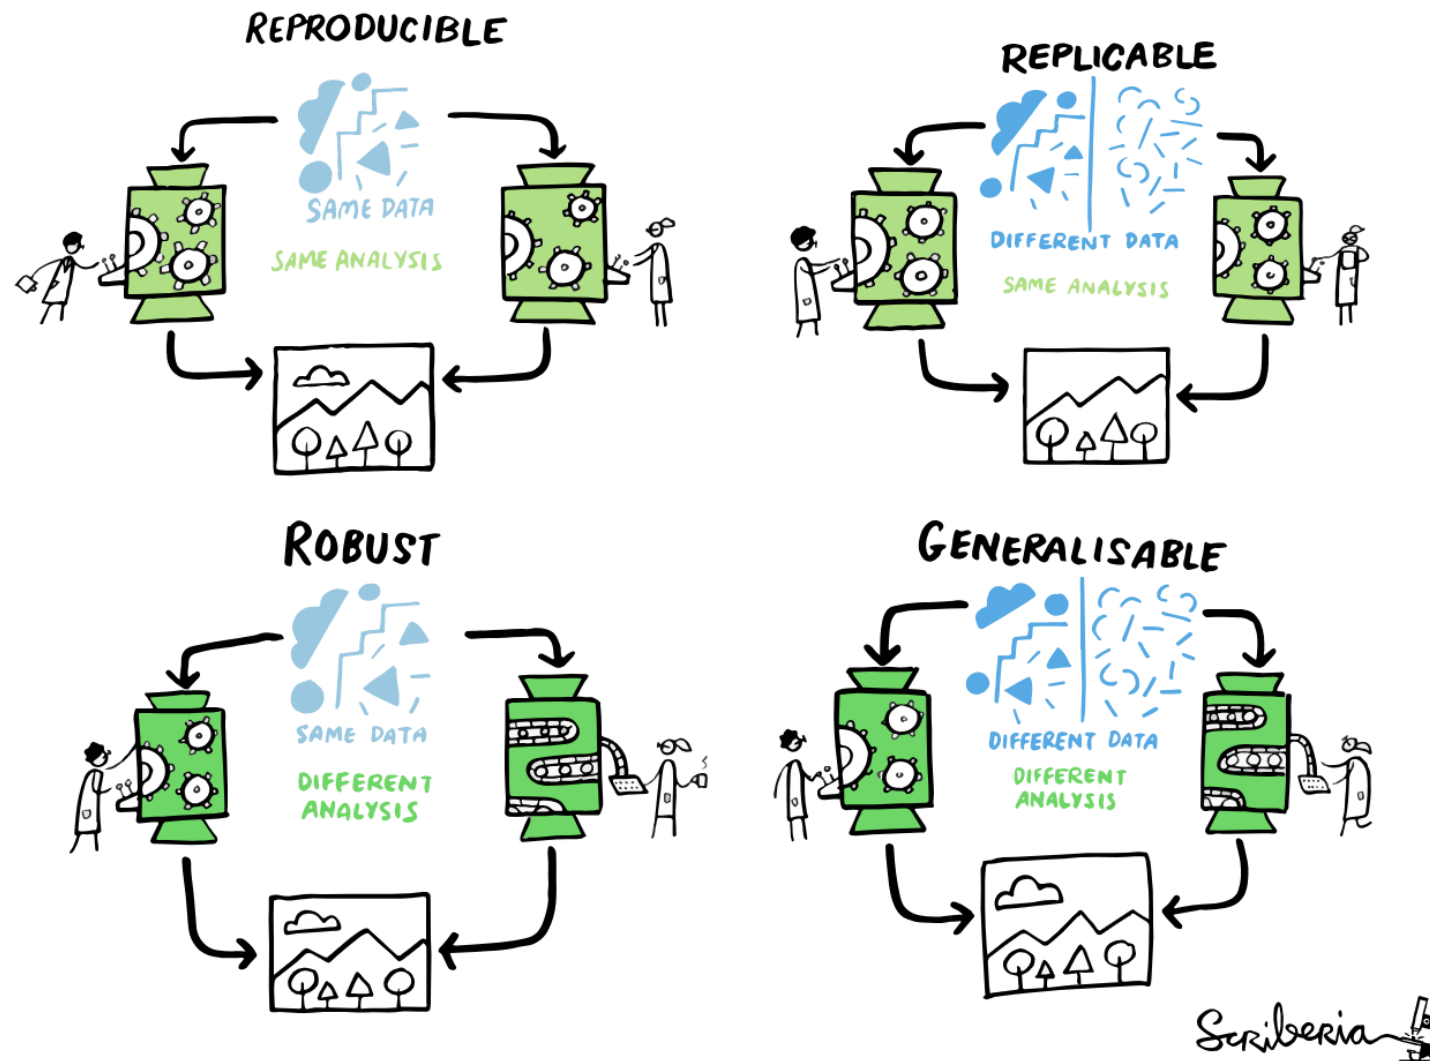 REPRODUCIBLE
SAME DATA
SAME ANALYSIS
REPLICABLE
DIFFERENT DATA
SAME ANALYSIS
ROBUST
SAME DATA
DIFFERENT
ANALYSIS
GENERALISABLE
DIFFERENT DATA
DIFFERENT
ANALYSIS
Scriberia